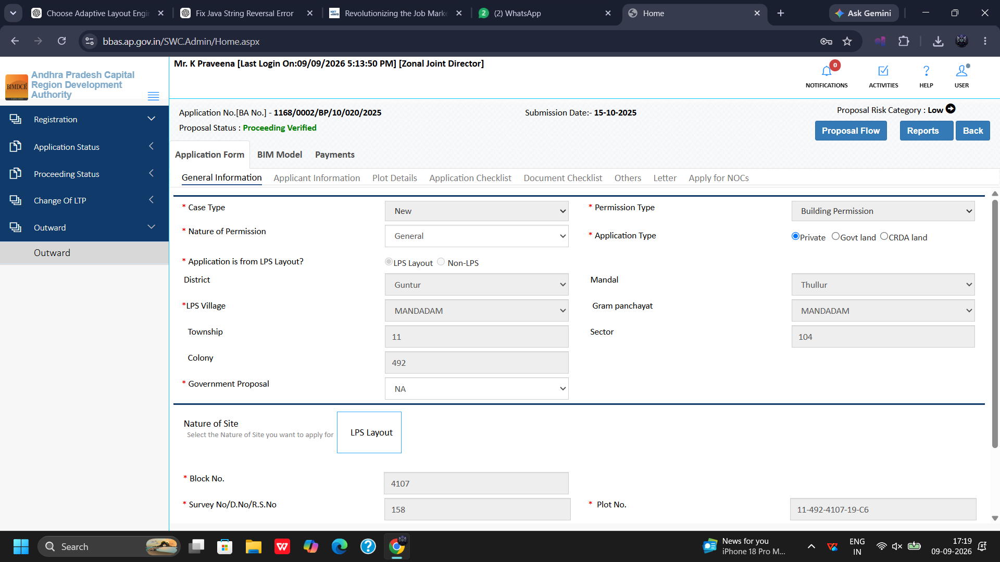 Choose Adaptive Layout Engi
Fix Java String Reversal Error
Revolutionizing the Job Marke
(2) WhatsApp
Home
Ask Gemini
bbas.ap.gov.in/SWC.Admin/Home.aspx
BIMDCR
Andhra Pradesh Capital
Region Development
Authority
Mr. K Praveena [Last Login On:09/09/2026 5:13:50 PM] [Zonal Joint Director]
0
NOTIFICATIONS
ACTIVITIES
HELP
USER
Registration
Application Status
Proceeding Status
Change Of LTP
Outward
Outward
Application No.[BA No.] - 1168/0002/BP/10/020/2025
Submission Date:- 15-10-2025
Proposal Risk Category : Low
Proposal Status : Proceeding Verified
Proposal Flow
Reports
Back
Application Form
BIM Model
Payments
General Information
Applicant Information
Plot Details
Application Checklist
Document Checklist
Others
Letter
Apply for NOCs
* Case Type
New
* Permission Type
Building Permission
* Nature of Permission
General
* Application Type
Private
Govt land
CRDA land
* Application is from LPS Layout?
LPS Layout
Non-LPS
District
Guntur
Mandal
Thullur
*LPS Village
MANDADAM
Gram panchayat
MANDADAM
Township
11
Sector
104
Colony
492
* Government Proposal
NA
Nature of Site
Select the Nature of Site you want to apply for
LPS Layout
* Block No.
4107
* Survey No/D.No/R.S.No
158
* Plot No.
11-492-4107-19-C6
Search
News for you
iPhone 18 Pro M...
ENG
IN
17:19
09-09-2026